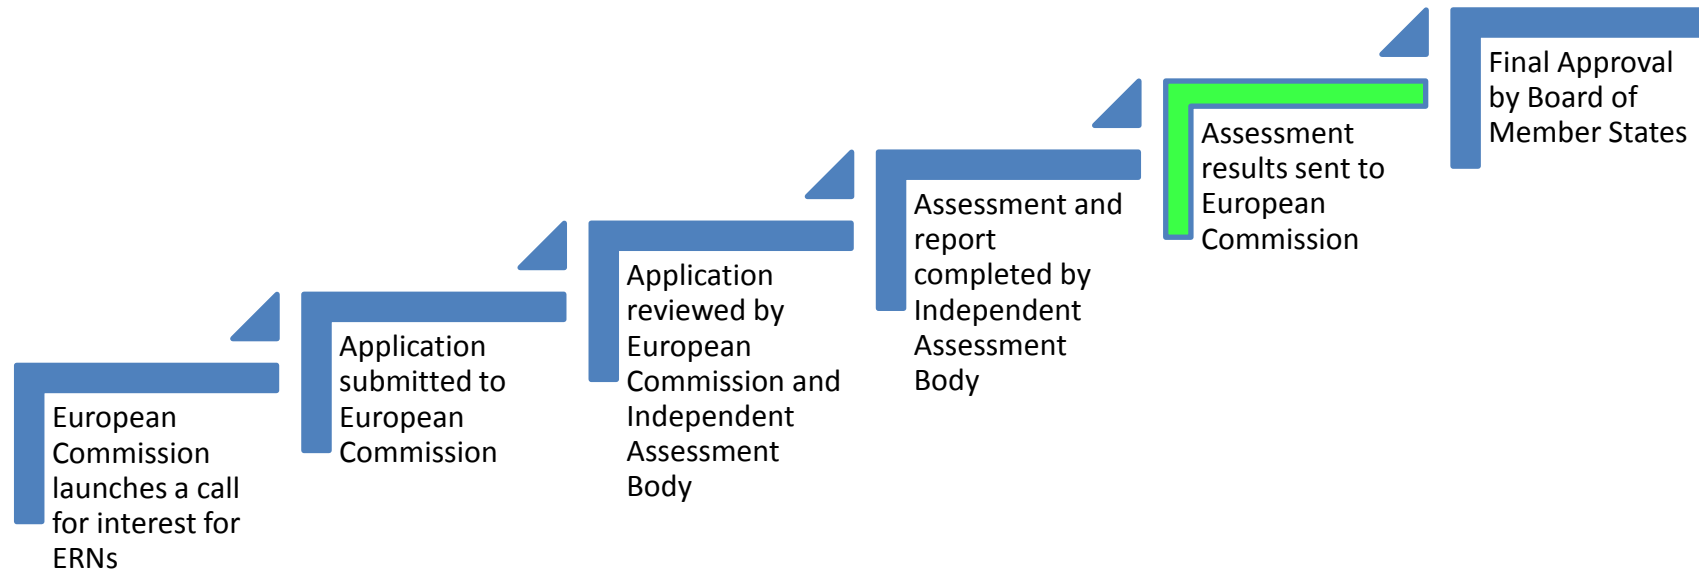 European
Commission
launches a call
for interest for
ERNs
Application
submitted to
European
Commission
Application
reviewed by
European
Commission and
Independent
Assessment
Body
Assessment and
report
completed by
Independent
Assessment
Body
Assessment
results sent to
European
Commission
Final Approval
by Board of
Member States